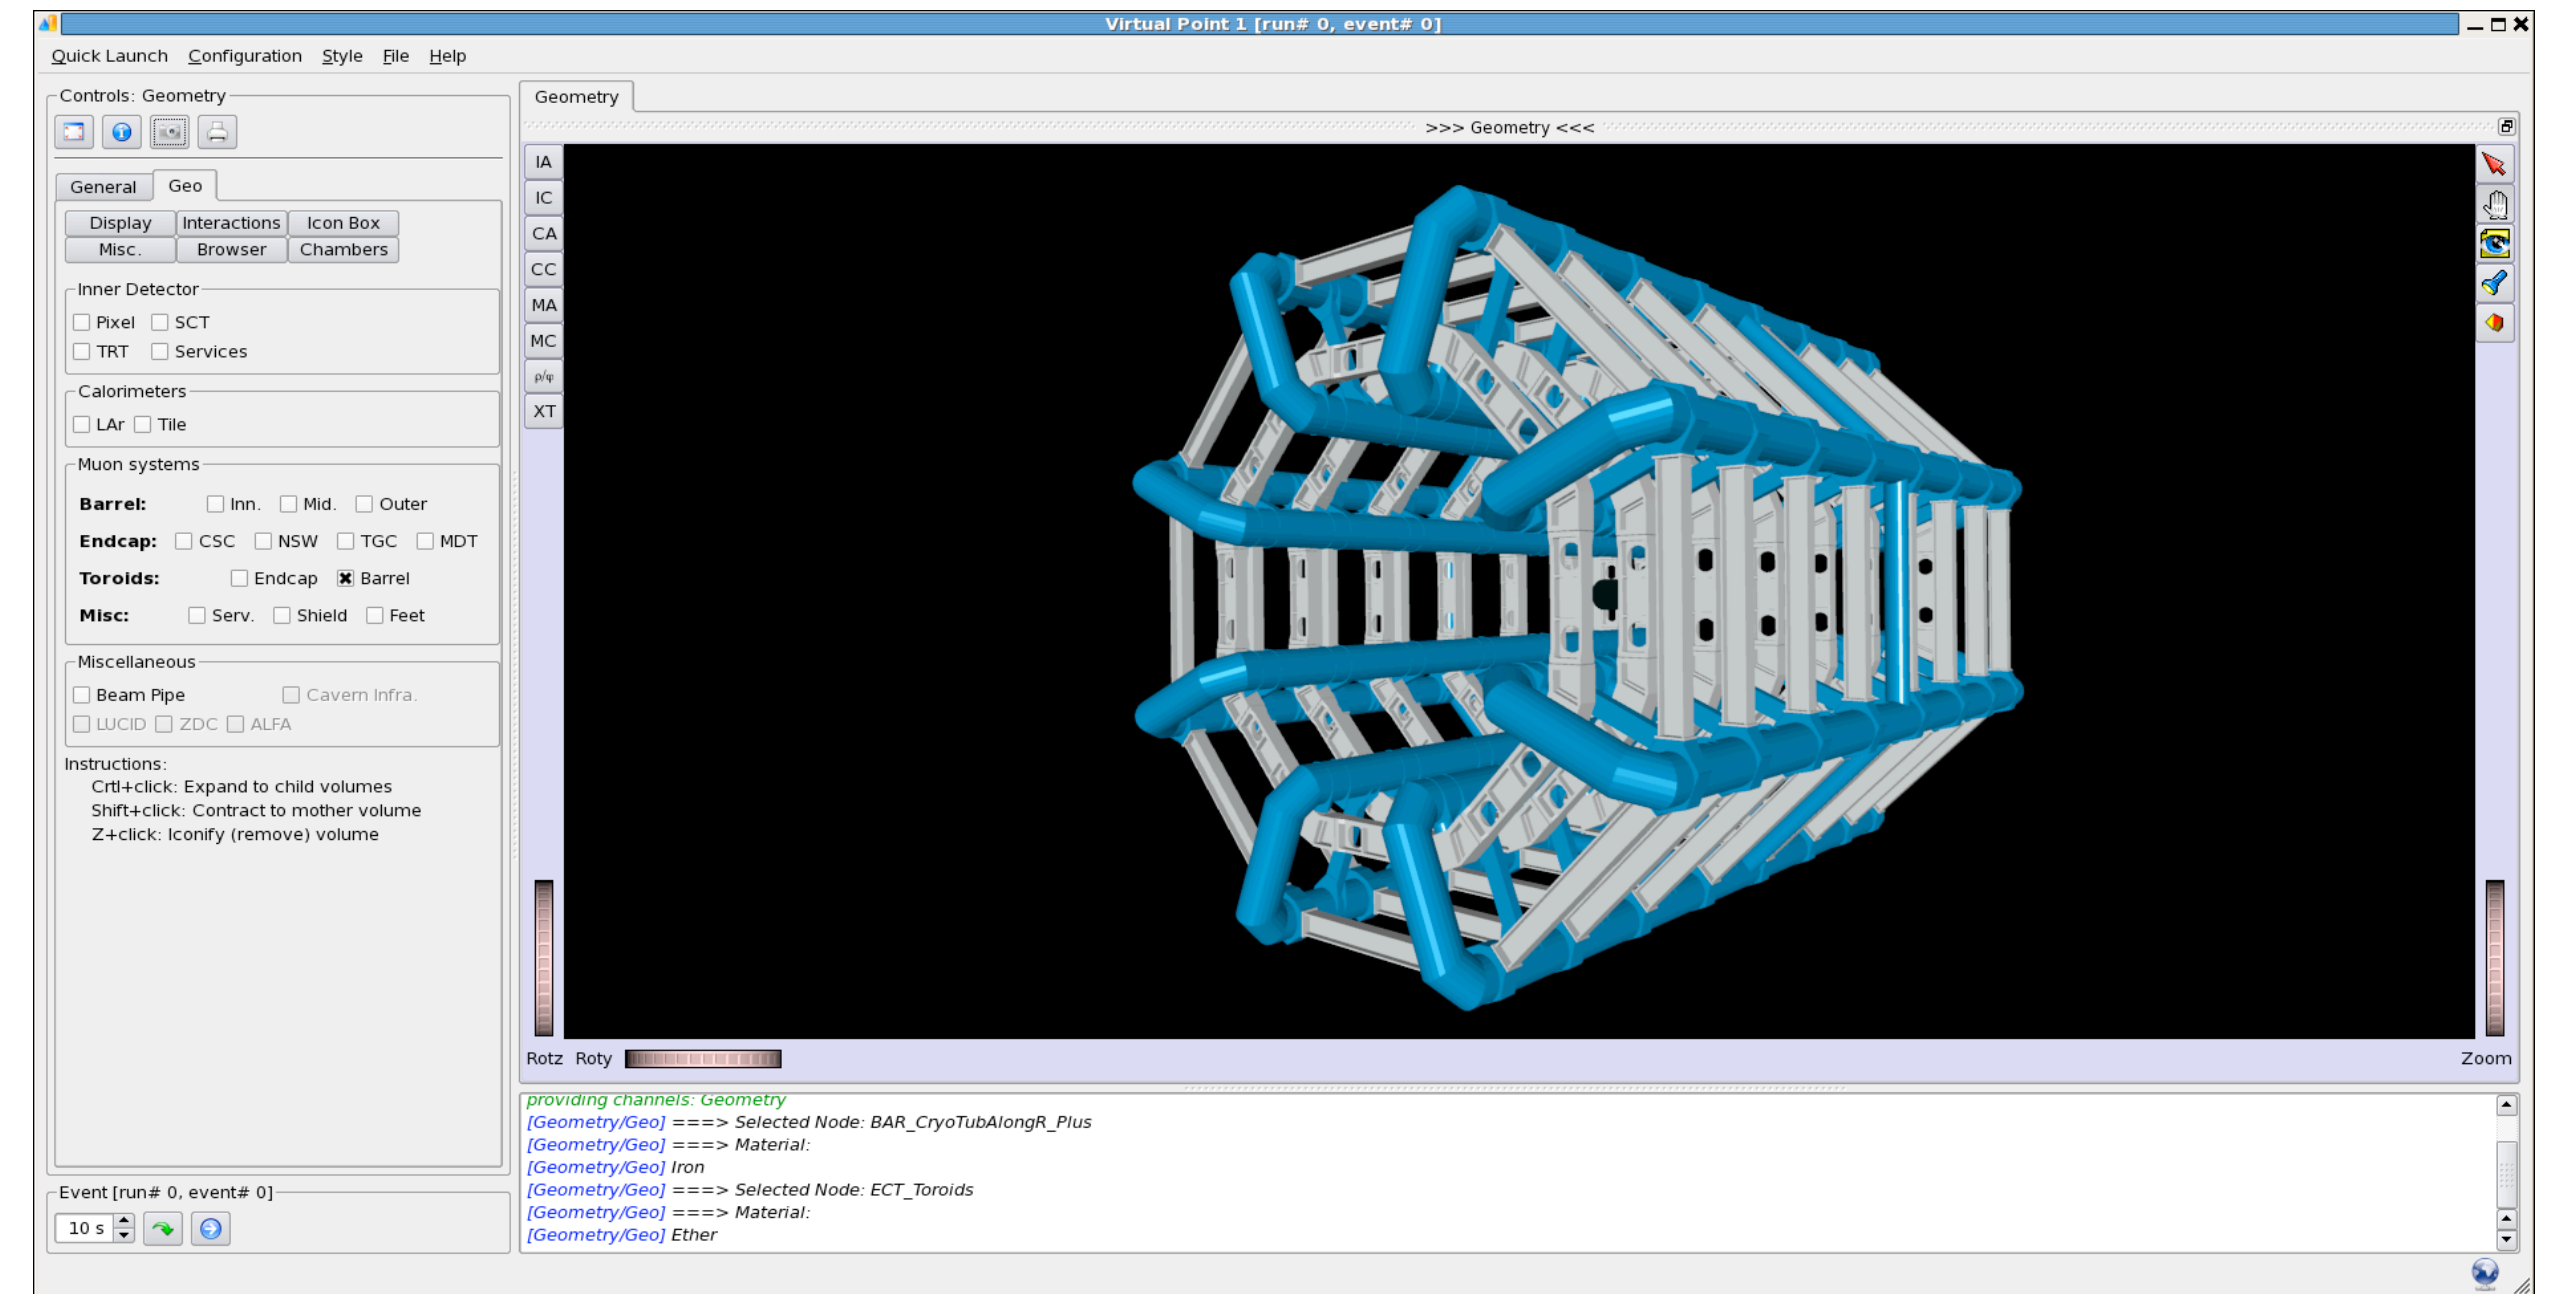 Virtual Point 1 [run# 0, event# 0]
Quick Launch Configuration Style File Help
Controls: Geometry
General Geo
Display Interactions Icon Box
Misc. Browser Chambers
Inner Detector
Pixel SCT
TRT Services
Calorimeters
LAr Tile
Muon systems
Barrel: Inn. Mid. Outer
Endcap: CSC NSW TGC MDT
Toroids: Endcap Barrel
Misc: Serv. Shield Feet
Miscellaneous
Beam Pipe Cavern Infra.
LUCID ZDC ALFA
Instructions:
Crtl+click: Expand to child volumes
Shift+click: Contract to mother volume
Z+click: Iconify (remove) volume
Event [run# 0, event# 0]
10 s
Geometry
>>> Geometry <<<
IA
IC
CA
CC
MA
MC
ρ/φ
XT
Rotz Roty Zoom
providing channels: Geometry
[Geometry/Geo] ===> Selected Node: BAR_CryoTubAlongR_Plus
[Geometry/Geo] ===> Material:
[Geometry/Geo] Iron
[Geometry/Geo] ===> Selected Node: ECT_Toroids
[Geometry/Geo] ===> Material:
[Geometry/Geo] Ether